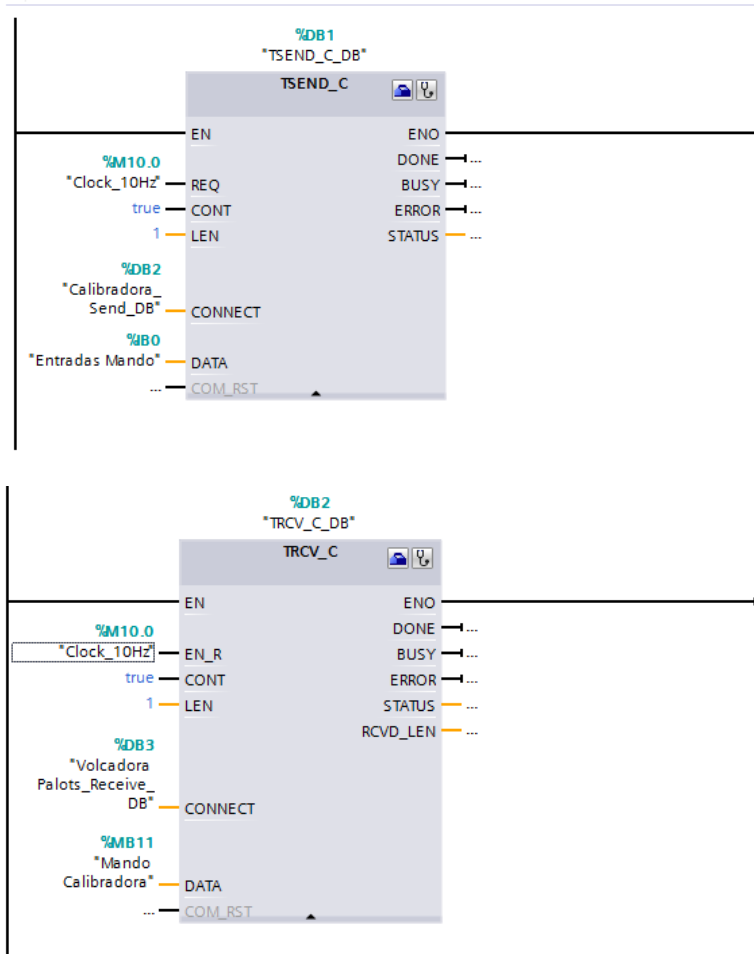 %DB1
"TSEND_C_DB"
TSEND_C
EN ENO
DONE ...
%M10.0
"Clock_10Hz" REQ BUSY ...
true CONT ERROR ...
1 LEN STATUS ...
%DB2
"Calibradora_
Send_DB" CONNECT
%IB0
"Entradas Mando" DATA
... COM_RST
%DB2
"TRCV_C_DB"
TRCV_C
EN ENO
DONE ...
%M10.0
"Clock_10Hz" EN_R BUSY ...
true CONT ERROR ...
1 LEN STATUS ...
RCVD_LEN ...
%DB3
"Volcadora
Palots_Receive_
DB" CONNECT
%MB11
"Mando
Calibradora" DATA
... COM_RST